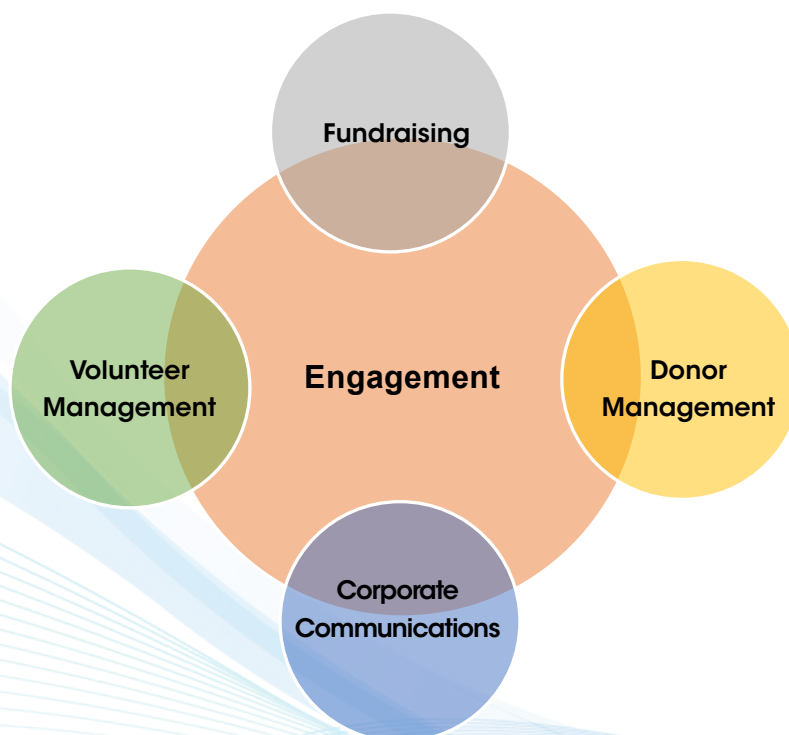 Fundraising
Volunteer
Management
Engagement
Donor
Management
Corporate
Communications